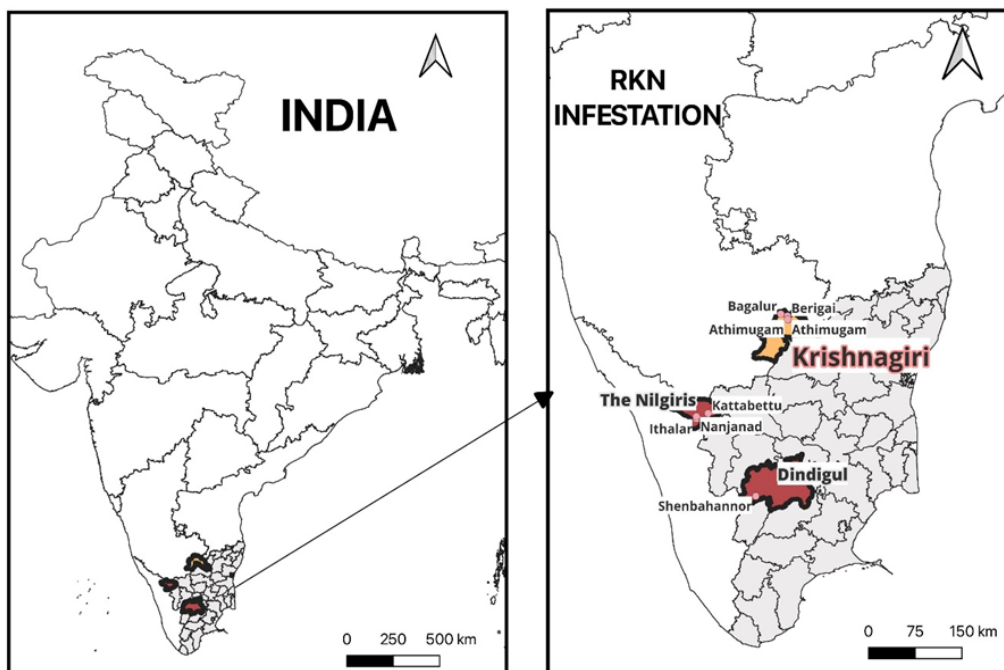 INDIA
0 250 500 km
RKN
INFESTATION
Bagalur Berigai
Athimugam Athimugam
Krishnagiri
The Nilgiris Kattabettu
Ithalar Nanjanad
Dindigul
Shenbahannor
0 75 150 km